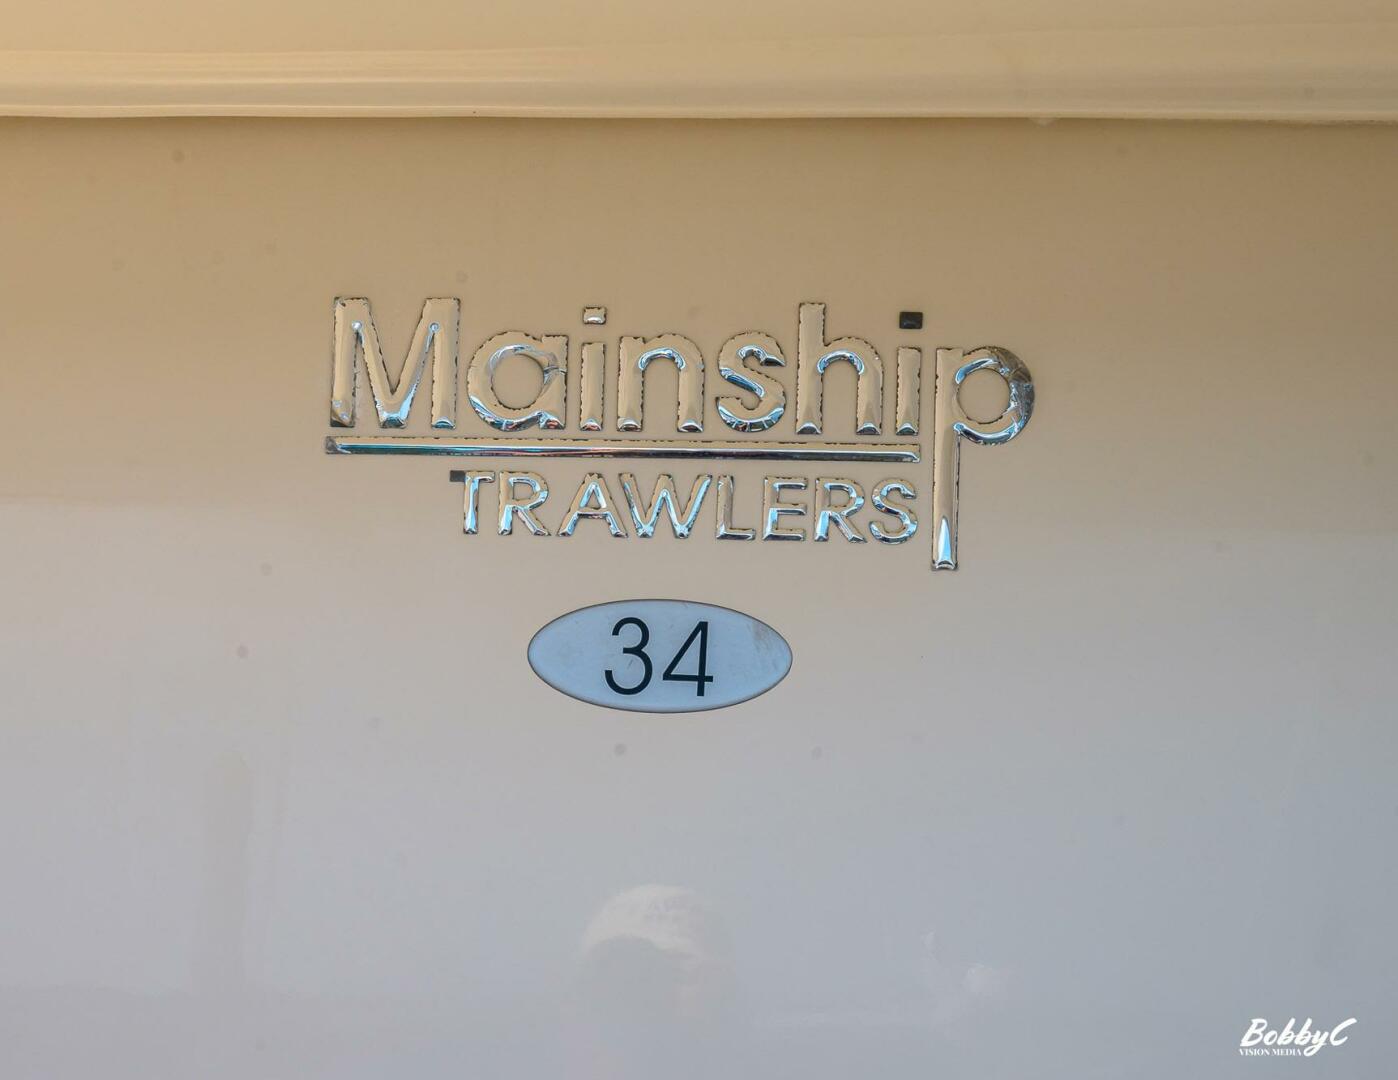 Mainship
TRAWLERS
34
BobbyC
VISION MEDIA